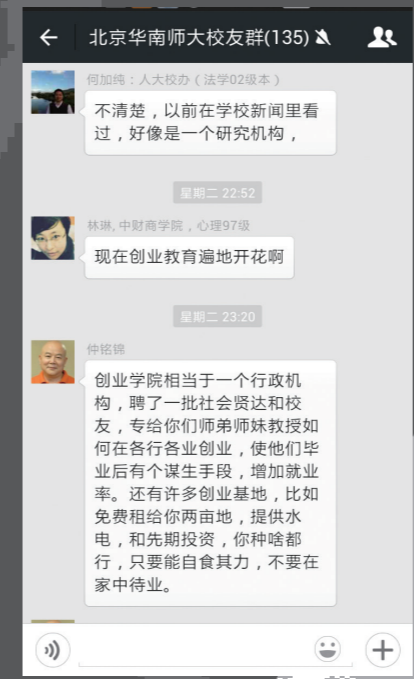 北京华南师大校友群(135)
何加纯：人大校办（法学02级本）
不清楚，以前在学校新闻里看
过，好像是一个研究机构，
星期二 22:52
林琳, 中财商学院，心理97级
现在创业教育遍地开花啊
星期二 23:20
仲铭锦
创业学院相当于一个行政机
构，聘了一批社会贤达和校
友，专给你们师弟师妹教授如
何在各行各业创业，使他们毕
业后有个谋生手段，增加就业
率。还有许多创业基地，比如
免费租给你两亩地，提供水
电，和先期投资，你种啥都
行，只要能自食其力，不要在
家中待业。